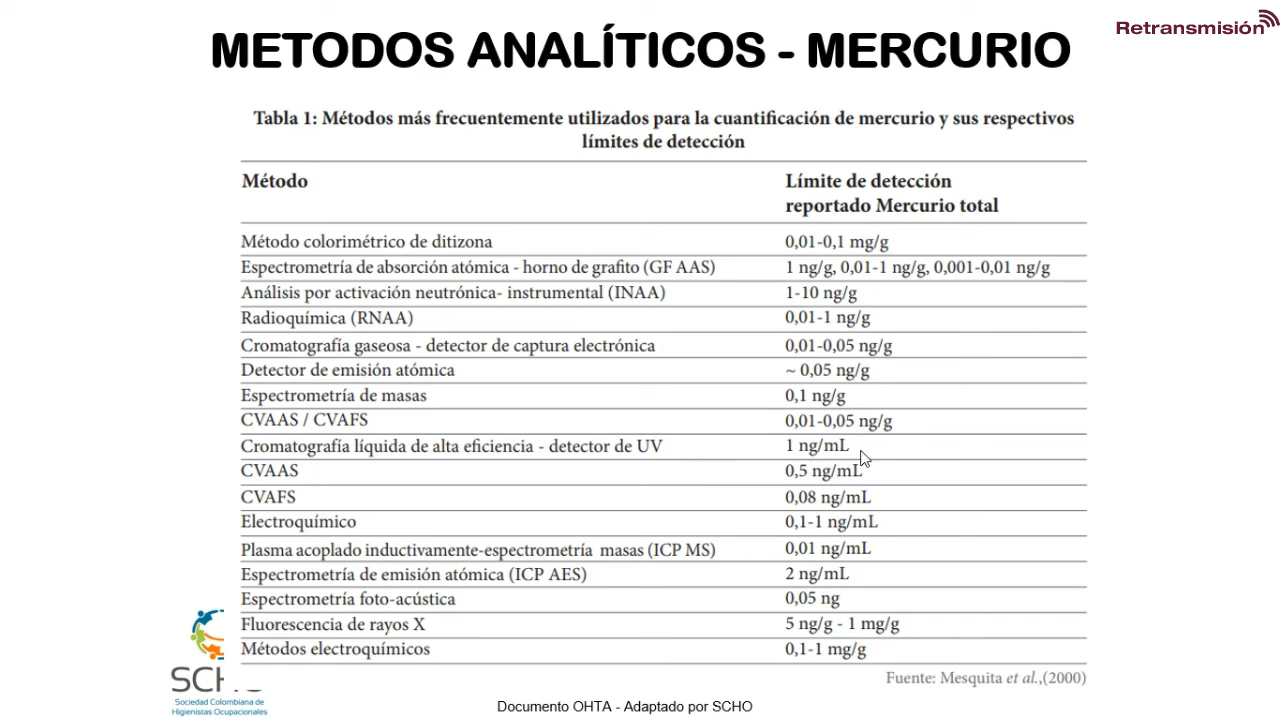 Retransmisión
METODOS ANALÍTICOS - MERCURIO
Tabla 1: Métodos más frecuentemente utilizados para la cuantificación de mercurio y sus respectivos
límites de detección
Método Límite de detección
reportado Mercurio total
Método colorimétrico de ditizona 0,01-0,1 mg/g
Espectrometría de absorción atómica - horno de grafito (GF AAS) 1 ng/g, 0,01-1 ng/g, 0,001-0,01 ng/g
Análisis por activación neutrónica- instrumental (INAA) 1-10 ng/g
Radioquímica (RNAA) 0,01-1 ng/g
Cromatografía gaseosa - detector de captura electrónica 0,01-0,05 ng/g
Detector de emisión atómica ~ 0,05 ng/g
Espectrometría de masas 0,1 ng/g
CVAAS / CVAFS 0,01-0,05 ng/g
Cromatografía líquida de alta eficiencia - detector de UV 1 ng/mL
CVAAS 0,5 ng/mL
CVAFS 0,08 ng/mL
Electroquímico 0,1-1 ng/mL
Plasma acoplado inductivamente-espectrometría masas (ICP MS) 0,01 ng/mL
Espectrometría de emisión atómica (ICP AES) 2 ng/mL
Espectrometría foto-acústica 0,05 ng
Fluorescencia de rayos X 5 ng/g - 1 mg/g
Métodos electroquímicos 0,1-1 mg/g
Fuente: Mesquita et al.,(2000)
Sociedad Colombiana de
Higienistas Ocupacionales
Documento OHTA - Adaptado por SCHO